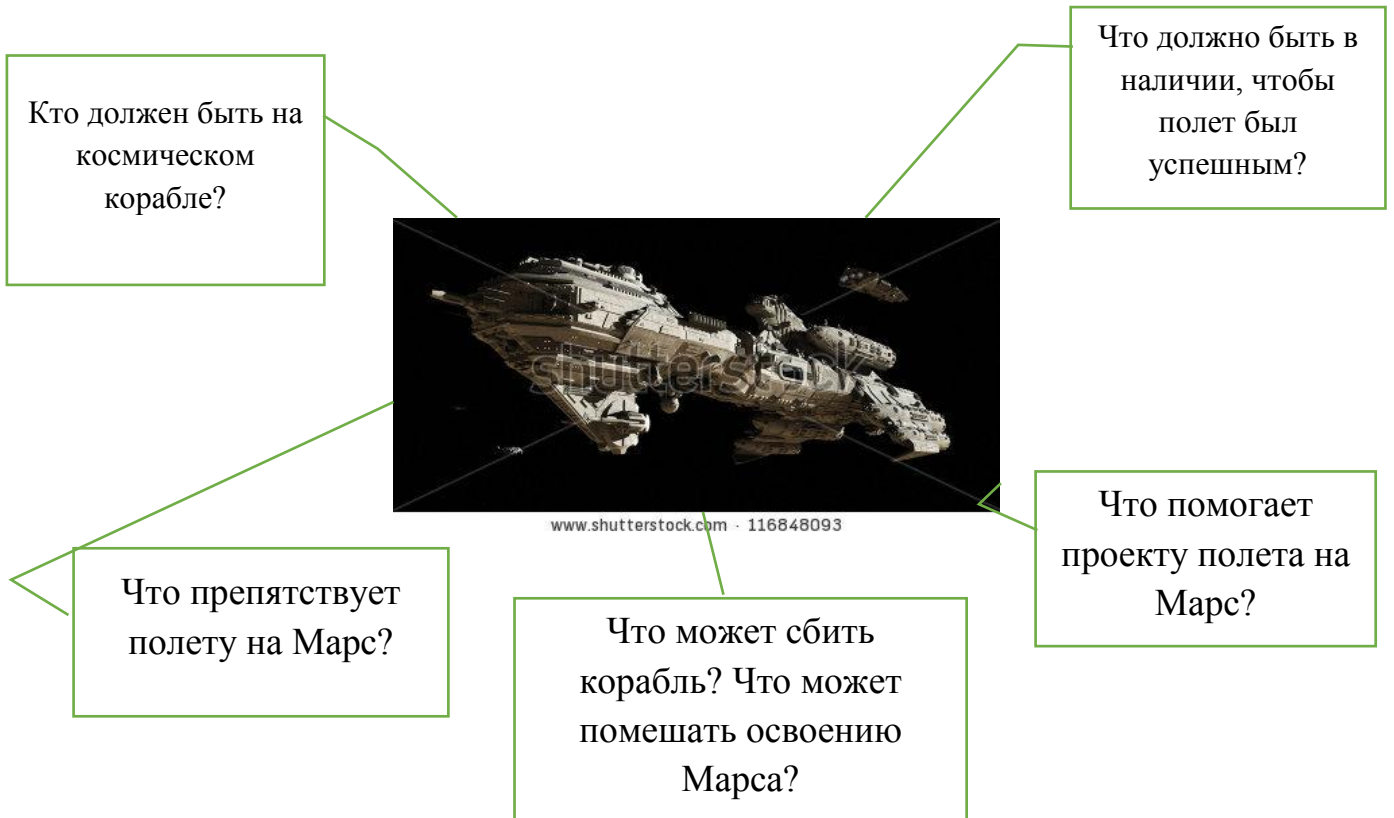 Что должно быть в
наличии, чтобы
полет был
успешным?
Кто должен быть на
космическом
корабле?
shutterstock
www.shutterstock.com · 116848093
Что помогает
проекту полета на
Марс?
Что препятствует
полету на Марс?
Что может сбить
корабль? Что может
помешать освоению
Марса?